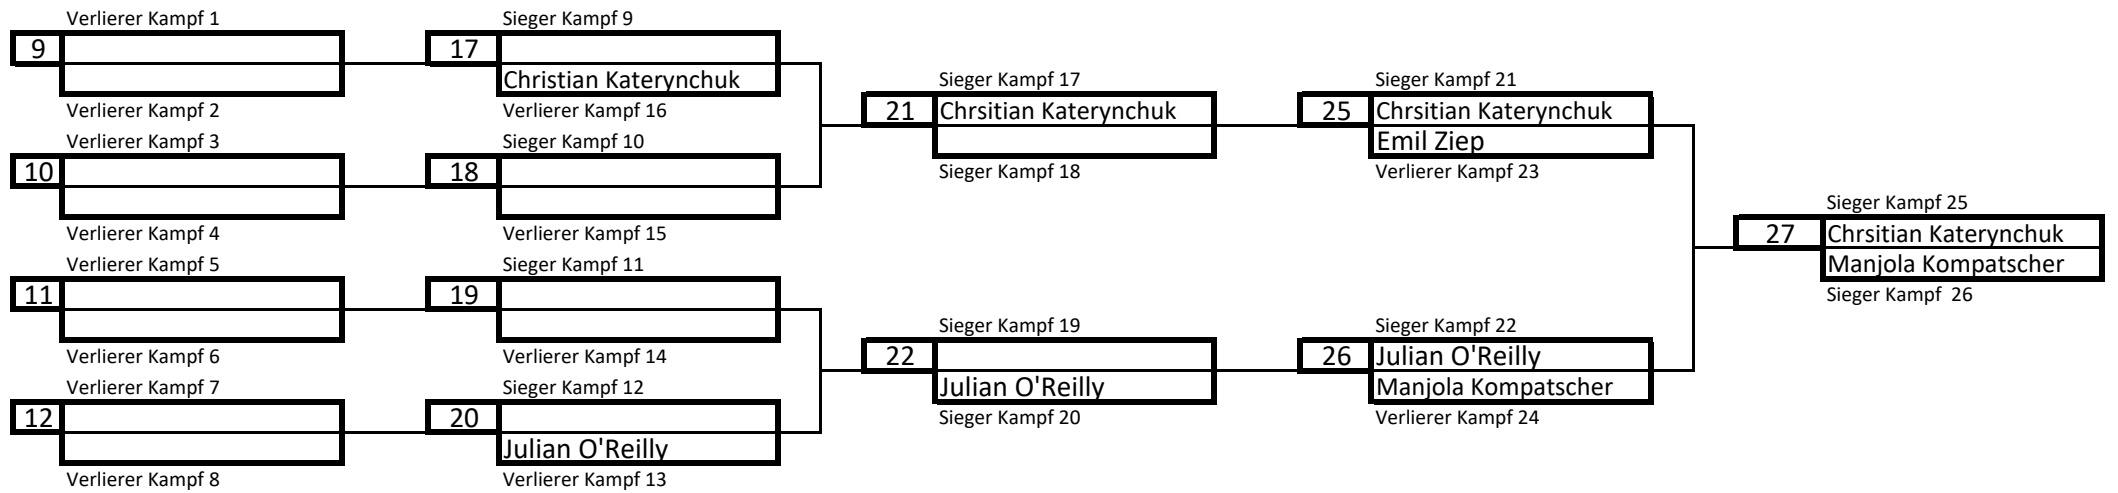 Verlierer Kampf 1
9
Verlierer Kampf 2
Verlierer Kampf 3
10
Verlierer Kampf 4
Verlierer Kampf 5
11
Verlierer Kampf 6
Verlierer Kampf 7
12
Verlierer Kampf 8
Sieger Kampf 9
17
Christian Katerynchuk
Verlierer Kampf 16
Sieger Kampf 10
18
Verlierer Kampf 15
Sieger Kampf 11
19
Verlierer Kampf 14
Sieger Kampf 12
20
Julian O'Reilly
Verlierer Kampf 13
Sieger Kampf 17
21 Chrsitian Katerynchuk
Sieger Kampf 18
Sieger Kampf 19
22
Julian O'Reilly
Sieger Kampf 20
Sieger Kampf 21
25 Chrsitian Katerynchuk
Emil Ziep
Verlierer Kampf 23
Sieger Kampf 22
26 Julian O'Reilly
Manjola Kompatscher
Verlierer Kampf 24
Sieger Kampf 25
27 Chrsitian Katerynchuk
Manjola Kompatscher
Sieger Kampf 26